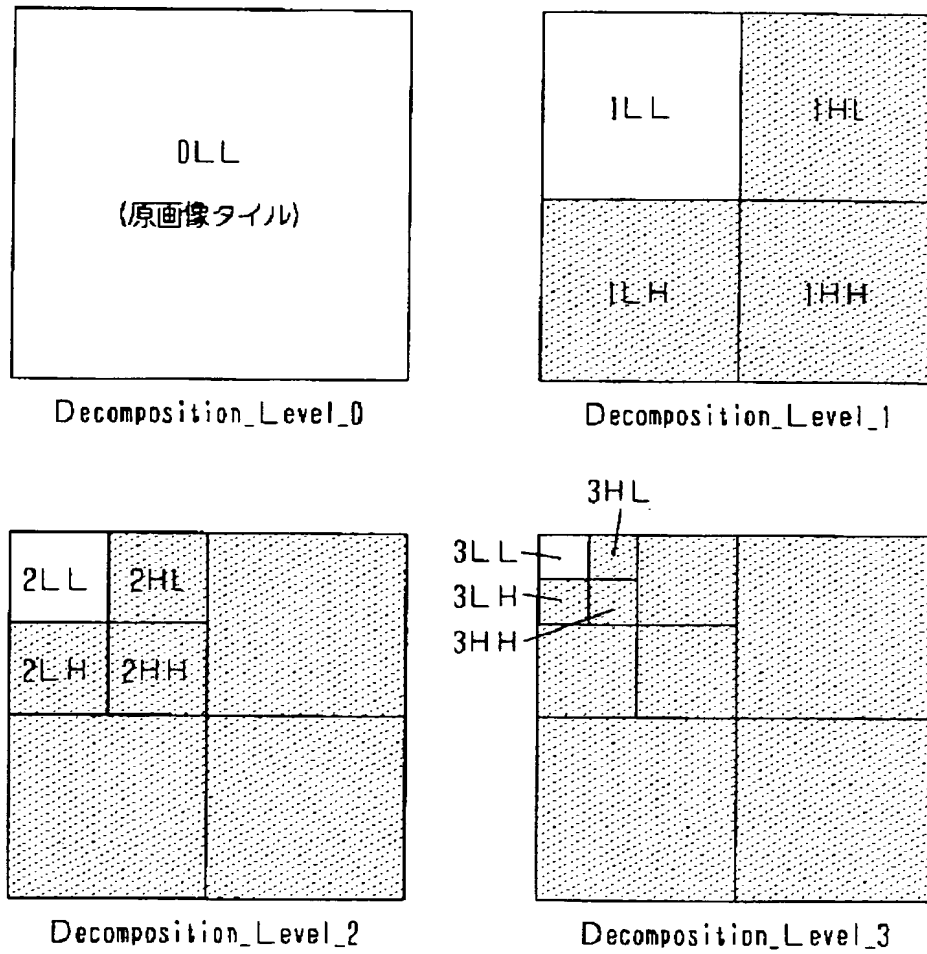 0LL
(原画像タイル)
Decomposition_Level_0
1LL
1HL
1LH
1HH
Decomposition_Level_1
2LL
2HL
2LH
2HH
Decomposition_Level_2
3HL
3LL
3LH
3HH
Decomposition_Level_3